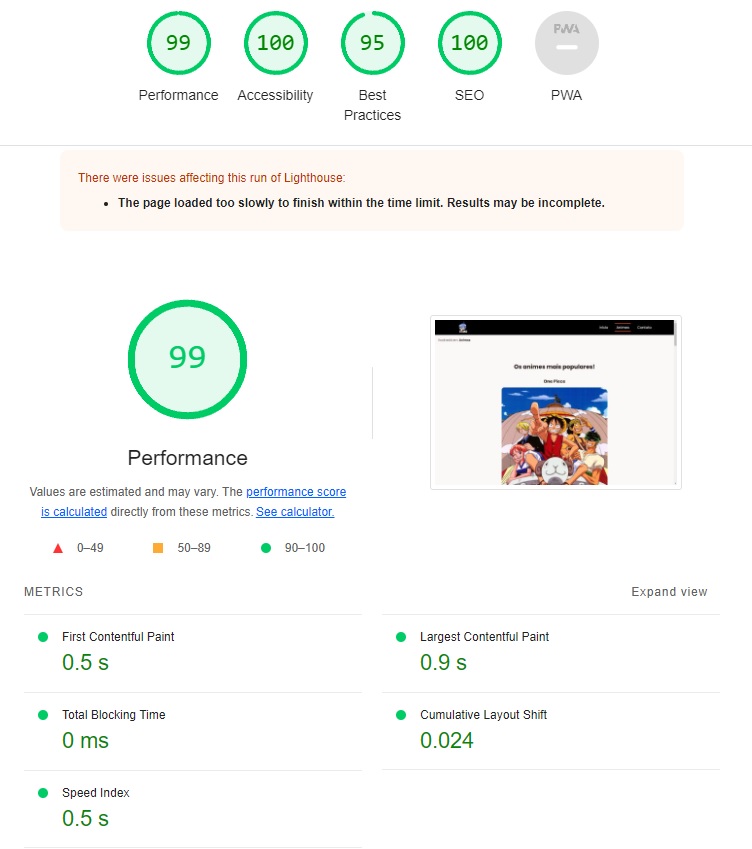 99
100
95
100
PWA
Performance
Accessibility
Best
Practices
SEO
PWA
There were issues affecting this run of Lighthouse:
The page loaded too slowly to finish within the time limit. Results may be incomplete.
99
Performance
Values are estimated and may vary. The performance score
is calculated directly from these metrics. See calculator.
0–49
50–89
90–100
Início
Animes
Contato
Animes
Os animes mais populares!
One Piece
METRICS
Expand view
First Contentful Paint
0.5 s
Largest Contentful Paint
0.9 s
Total Blocking Time
0 ms
Cumulative Layout Shift
0.024
Speed Index
0.5 s